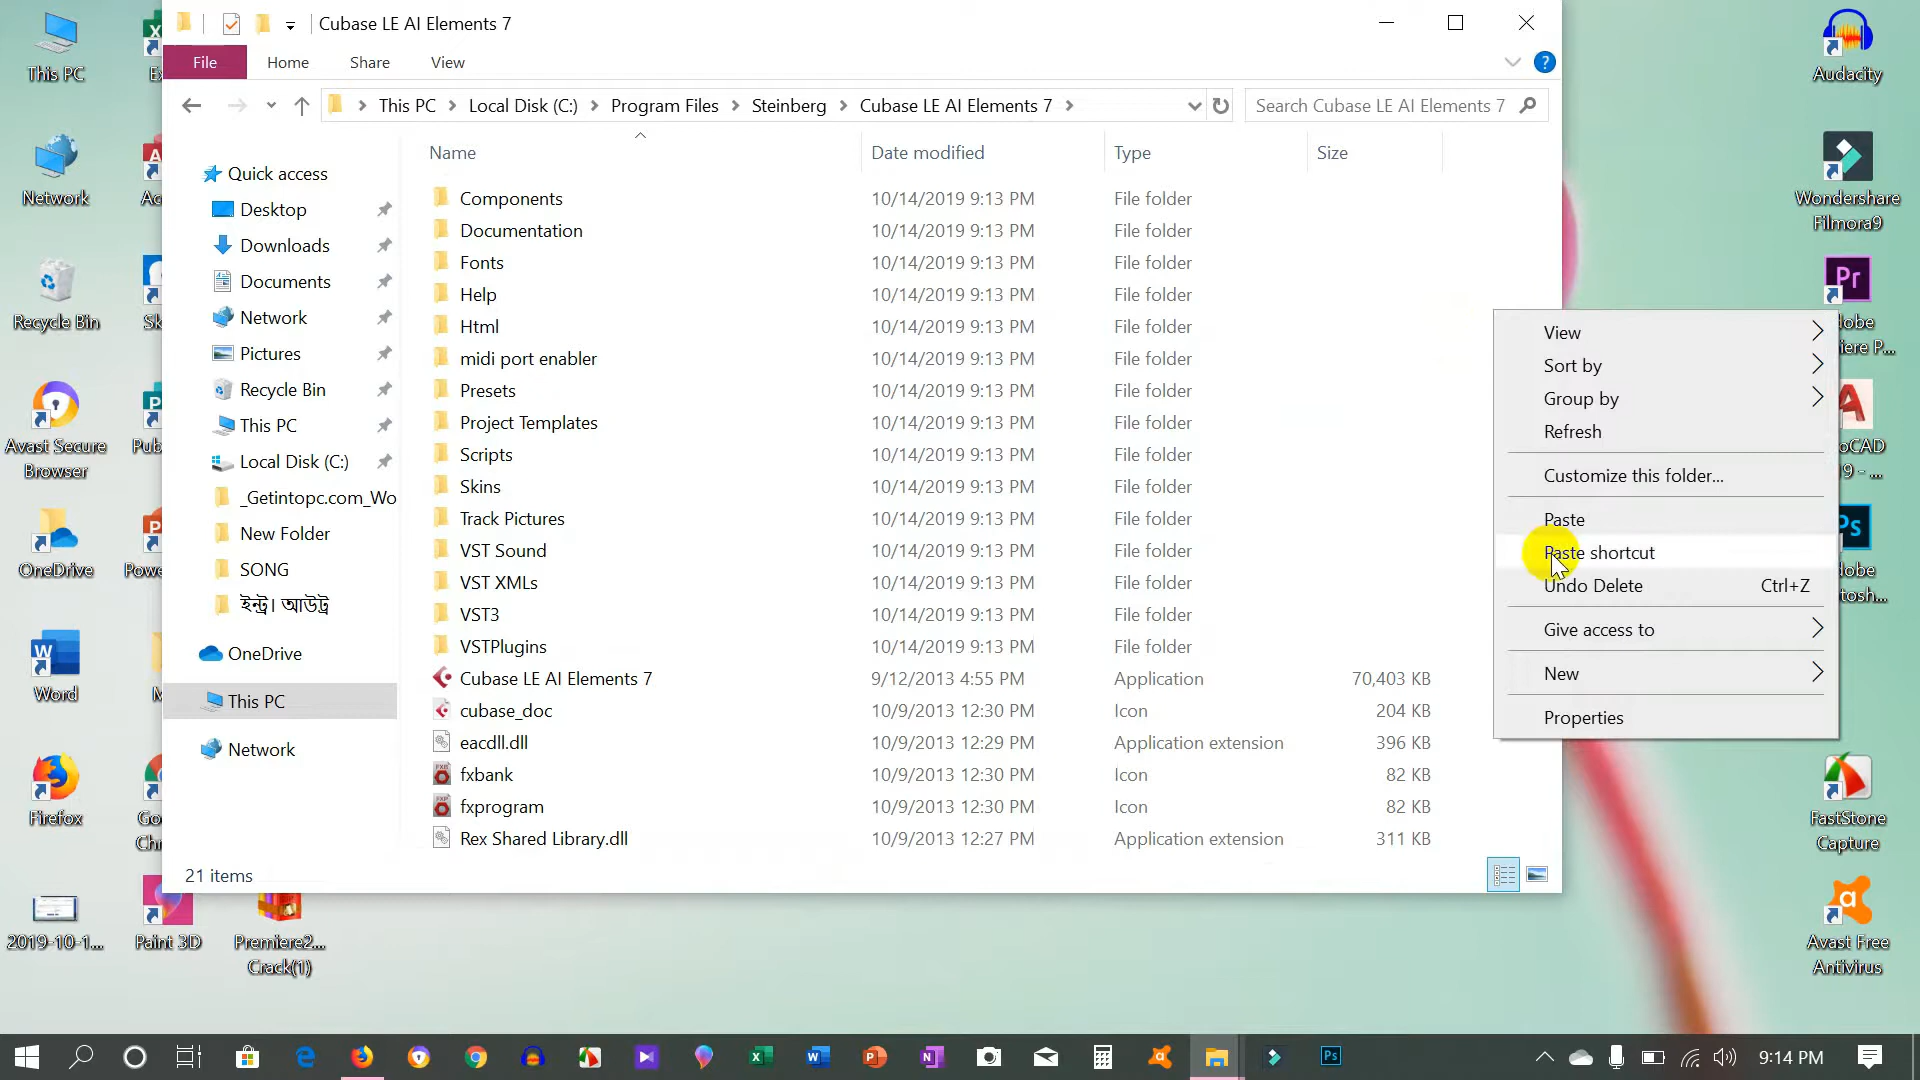 Cubase LE AI Elements 7
File Home Share View
This PC Local Disk (C:) Program Files Steinberg Cubase LE AI Elements 7
Search Cubase LE AI Elements 7
Name Date modified Type Size
Quick access
Desktop
Downloads
Documents
Network
Pictures
Recycle Bin
This PC
Local Disk (C:)
_Getintopc.com_Wo
New Folder
SONG
ইন্ট্রা আউট্র
OneDrive
This PC
Network
Components 10/14/2019 9:13 PM File folder
Documentation 10/14/2019 9:13 PM File folder
Fonts 10/14/2019 9:13 PM File folder
Help 10/14/2019 9:13 PM File folder
Html 10/14/2019 9:13 PM File folder
midi port enabler 10/14/2019 9:13 PM File folder
Presets 10/14/2019 9:13 PM File folder
Project Templates 10/14/2019 9:13 PM File folder
Scripts 10/14/2019 9:13 PM File folder
Skins 10/14/2019 9:13 PM File folder
Track Pictures 10/14/2019 9:13 PM File folder
VST Sound 10/14/2019 9:13 PM File folder
VST XMLs 10/14/2019 9:13 PM File folder
VST3 10/14/2019 9:13 PM File folder
VSTPlugins 10/14/2019 9:13 PM File folder
Cubase LE AI Elements 7 9/12/2013 4:55 PM Application 70,403 KB
cubase_doc 10/9/2013 12:30 PM Icon 204 KB
eacdll.dll 10/9/2013 12:29 PM Application extension 396 KB
fxbank 10/9/2013 12:30 PM Icon 82 KB
fxprogram 10/9/2013 12:30 PM Icon 82 KB
Rex Shared Library.dll 10/9/2013 12:27 PM Application extension 311 KB
21 items
View
Sort by
Group by
Refresh
Customize this folder...
Paste
Paste shortcut
Undo Delete Ctrl+Z
Give access to
New
Properties
This PC
Network
Recycle Bin
Avast Secure
Browser
OneDrive
Word
Firefox
2019-10-1...
Paint 3D
Premiere2...
Crack(1)
Audacity
Wondershare
Filmora9
FastStone
Capture
Avast Free
Antivirus
9:14 PM